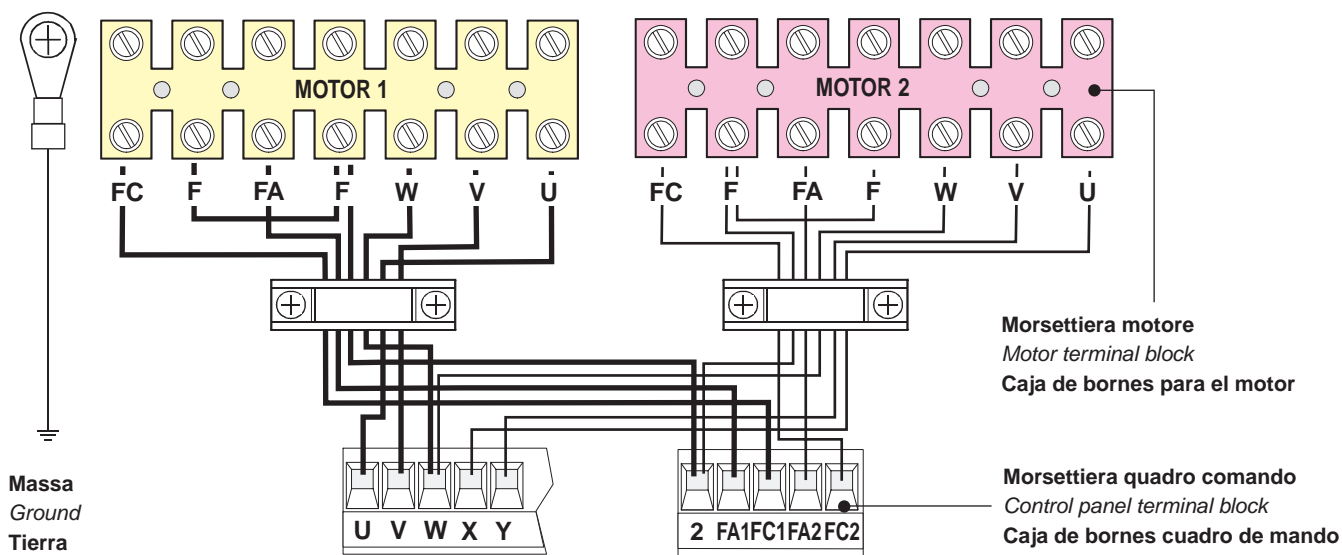 MOTOR 1
MOTOR 2
FC F FA F W V U
FC F FA F W V U
Morsettiera motore
Motor terminal block
Caja de bornes para el motor
Massa
Ground
Tierra
U V W X Y
2 FA1 FC1 FA2 FC2
Morsettiera quadro comando
Control panel terminal block
Caja de bornes cuadro de mando